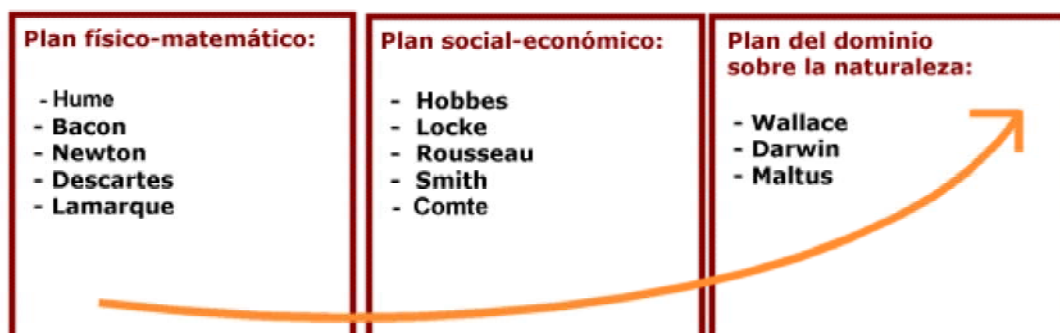 Plan físico-matemático:
- Hume
- Bacon
- Newton
- Descartes
- Lamarque
Plan social-económico:
- Hobbes
- Locke
- Rousseau
- Smith
- Comte
Plan del dominio
sobre la naturaleza:
- Wallace
- Darwin
- Maltus